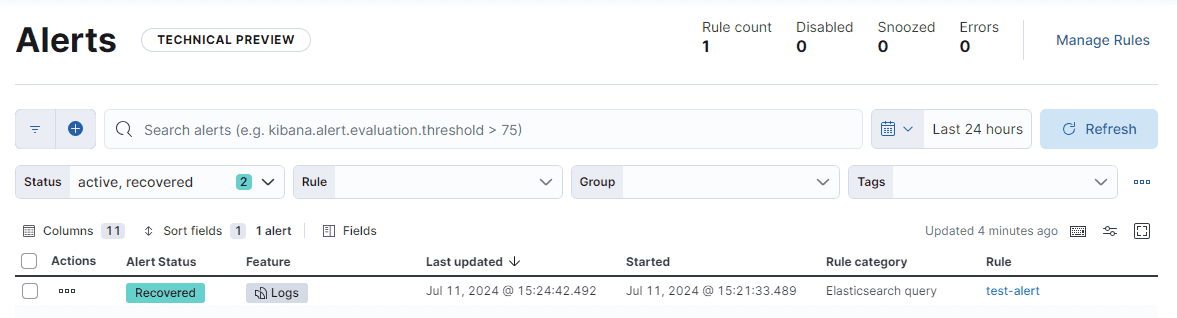 Alerts TECHNICAL PREVIEW Rule count 1 Disabled 0 Snoozed 0 Errors 0 Manage Rules
Search alerts (e.g. kibana.alert.evaluation.threshold > 75) Last 24 hours Refresh
Status active, recovered 2 Rule Group Tags
Columns 11 Sort fields 1 1 alert Fields Updated 4 minutes ago
Actions Alert Status Feature Last updated Started Rule category Rule
Recovered Logs Jul 11, 2024 @ 15:24:42.492 Jul 11, 2024 @ 15:21:33.489 Elasticsearch query test-alert